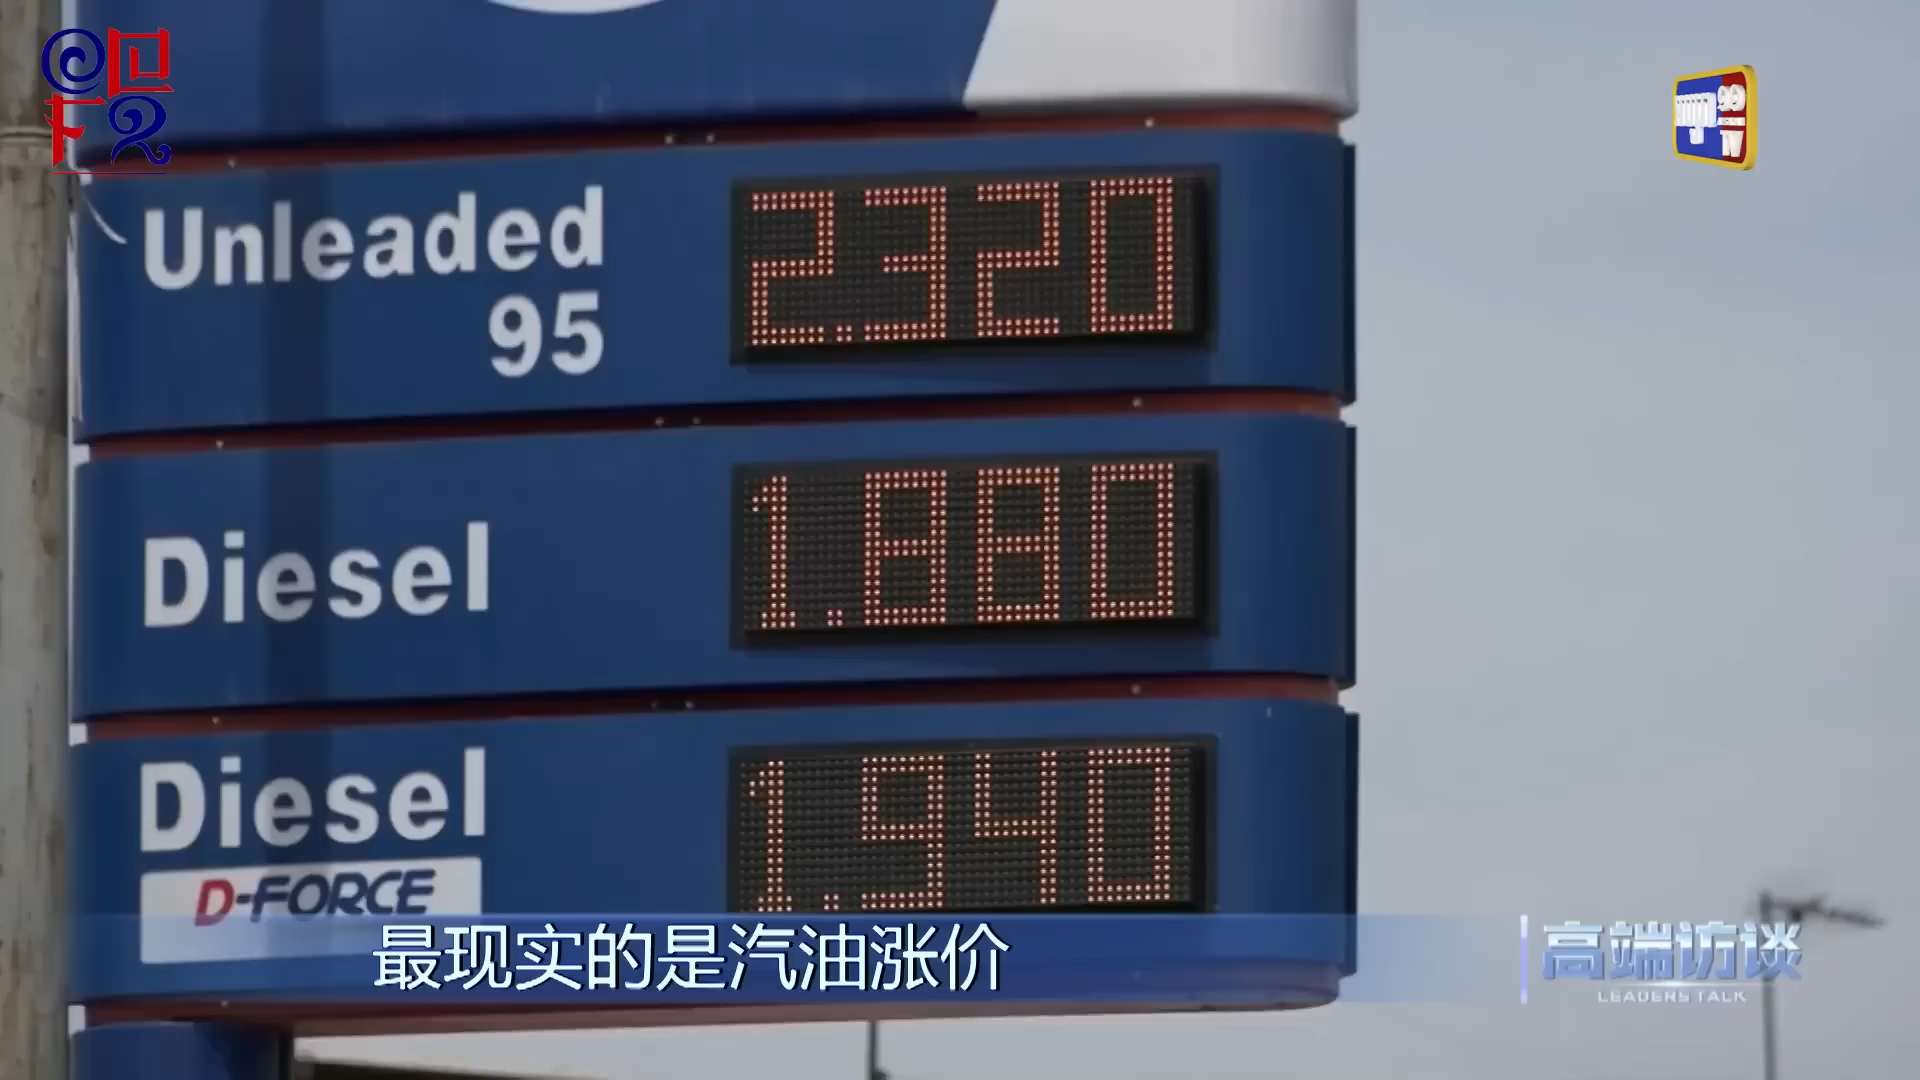 Unleaded
95
2.320
Diesel
1.880
Diesel
1.940
D-FORCE
最现实的是汽油涨价
高端访谈
LEADERS TALK